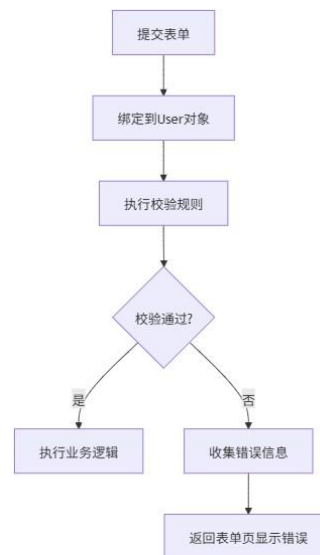 提交表单
绑定到User对象
执行校验规则
校验通过?
是
否
执行业务逻辑
收集错误信息
返回表单页显示错误